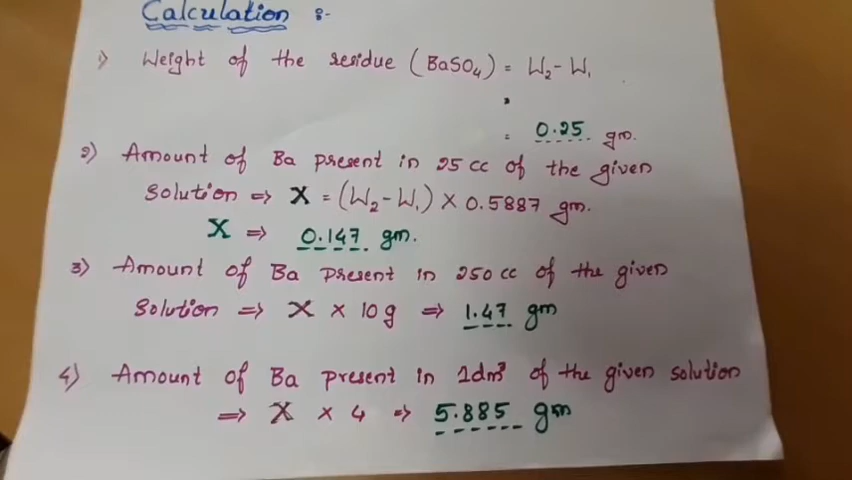 Calculation :-
1) Weight of the residue (BaSO₄) = W₂ - W₁
= 0.25 gm.
2) Amount of Ba present in 25 cc of the given
Solution => X = (W₂ - W₁) × 0.5887 gm.
X => 0.147 gm.
3) Amount of Ba present in 250 cc of the given
Solution => X × 10 g => 1.47 gm
4) Amount of Ba present in 1dm³ of the given solution
=> X × 4 => 5.885 gm